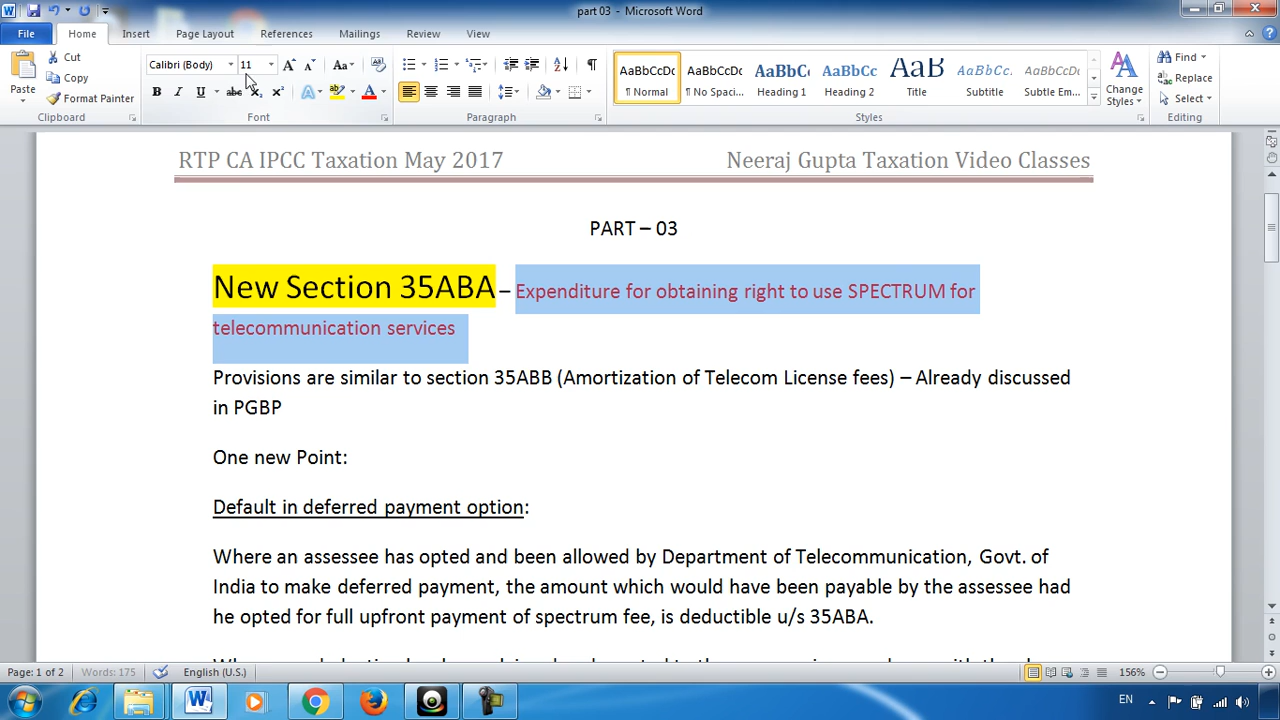 part 03 - Microsoft Word
File Home Insert Page Layout References Mailings Review View
Paste
Cut
Copy
Format Painter
Clipboard
Calibri (Body) 11
Font
Paragraph
AaBbCcDc AaBbCcDc AaBbC AaBbCc AaB AaBbCc. AaBbCcDc
¶ Normal ¶ No Spaci... Heading 1 Heading 2 Title Subtitle Subtle Em...
Change
Styles
Styles
Find
Replace
Select
Editing
RTP CA IPCC Taxation May 2017 Neeraj Gupta Taxation Video Classes
PART – 03
New Section 35ABA – Expenditure for obtaining right to use SPECTRUM for
telecommunication services
Provisions are similar to section 35ABB (Amortization of Telecom License fees) – Already discussed
in PGBP
One new Point:
Default in deferred payment option:
Where an assessee has opted and been allowed by Department of Telecommunication, Govt. of
India to make deferred payment, the amount which would have been payable by the assessee had
he opted for full upfront payment of spectrum fee, is deductible u/s 35ABA.
Page: 1 of 2 Words: 175 English (U.S.) 156%
EN